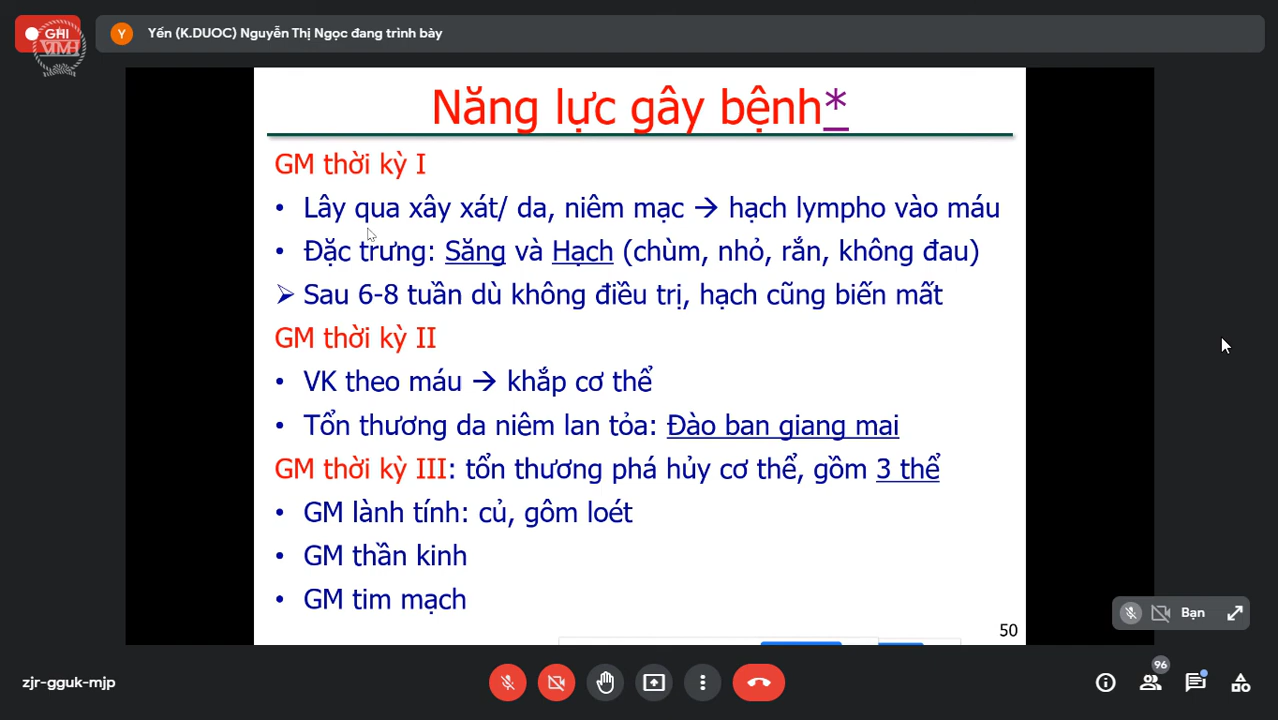 GHI
VTMH
Y
Yến (K.DUOC) Nguyễn Thị Ngọc đang trình bày
Năng lực gây bệnh*
GM thời kỳ I
• Lây qua xây xát/ da, niêm mạc → hạch lympho vào máu
• Đặc trưng: Săng và Hạch (chùm, nhỏ, rắn, không đau)
➢ Sau 6-8 tuần dù không điều trị, hạch cũng biến mất
GM thời kỳ II
• VK theo máu → khắp cơ thể
• Tổn thương da niêm lan tỏa: Đào ban giang mai
GM thời kỳ III: tổn thương phá hủy cơ thể, gồm 3 thể
• GM lành tính: củ, gôm loét
• GM thần kinh
• GM tim mạch
50
Bạn
zjr-gguk-mjp
96